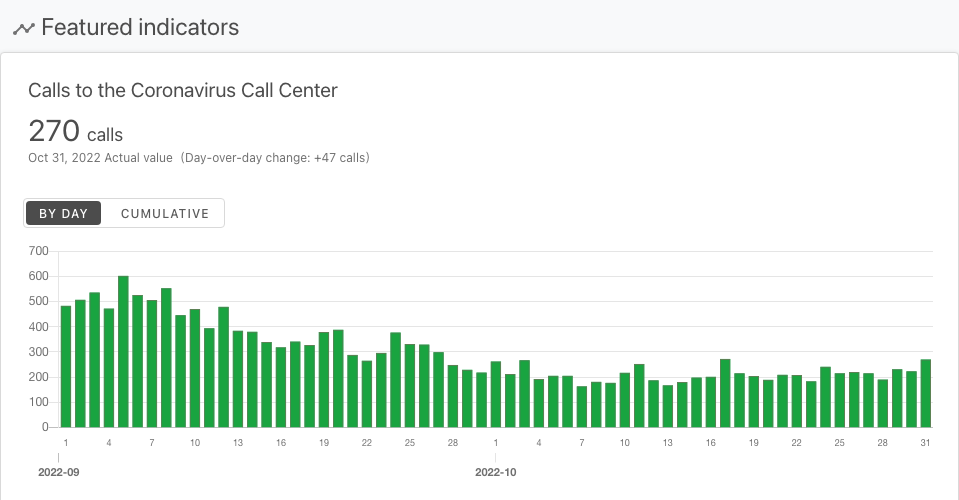 Featured indicators
Calls to the Coronavirus Call Center
270 calls
Oct 31, 2022 Actual value (Day-over-day change: +47 calls)
BY DAY CUMULATIVE
700
600
500
400
300
200
100
0
1 4 7 10 13 16 19 22 25 28 1 4 7 10 13 16 19 22 25 28 31
2022-09 2022-10